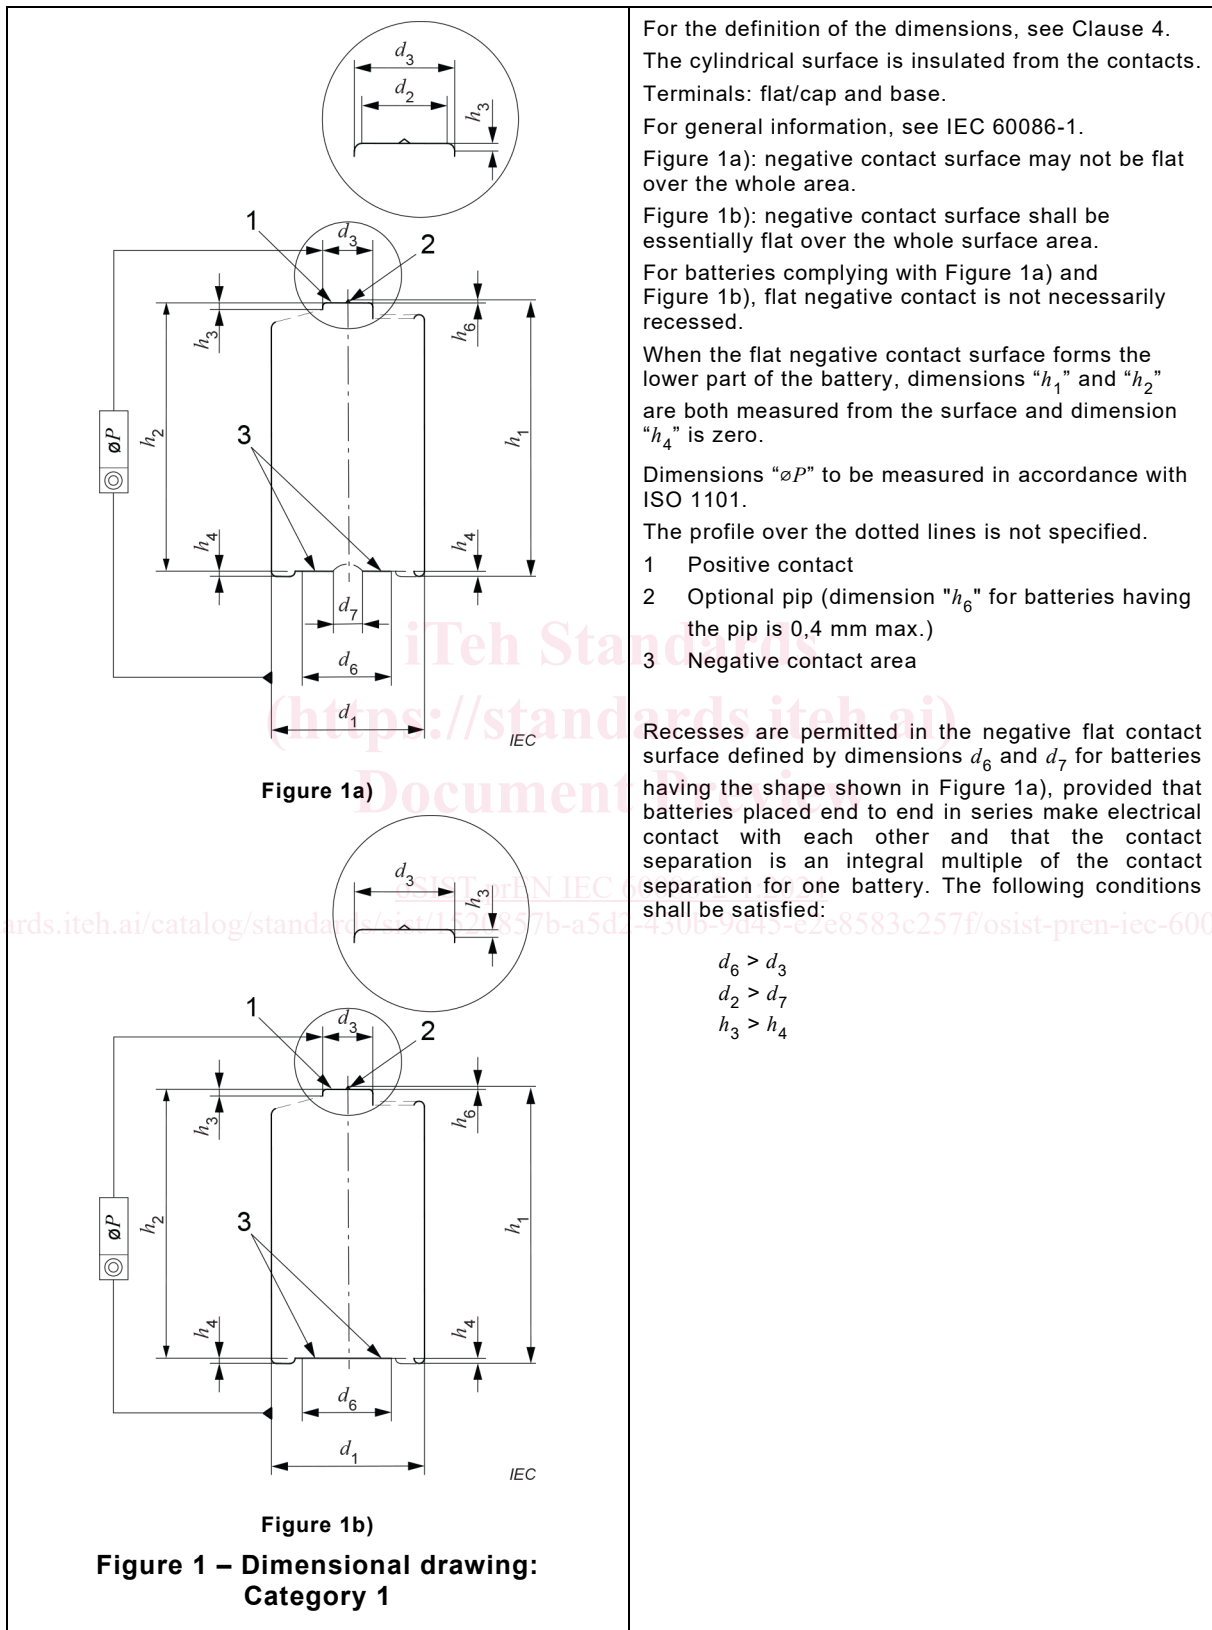 d3
d2
h3
1
d3
2
h3
h6
øP
h2
3
h1
h4
h4
d7
d6
d1
IEC
Figure 1a)
d3
h3
1
d3
2
h3
h6
øP
h2
3
h1
h4
h4
d6
d1
IEC
Figure 1b)
Figure 1 – Dimensional drawing:
Category 1
For the definition of the dimensions, see Clause 4.
The cylindrical surface is insulated from the contacts.
Terminals: flat/cap and base.
For general information, see IEC 60086-1.
Figure 1a): negative contact surface may not be flat
over the whole area.
Figure 1b): negative contact surface shall be
essentially flat over the whole surface area.
For batteries complying with Figure 1a) and
Figure 1b), flat negative contact is not necessarily
recessed.
When the flat negative contact surface forms the
lower part of the battery, dimensions “h1” and “h2”
are both measured from the surface and dimension
“h4” is zero.
Dimensions “øP” to be measured in accordance with
ISO 1101.
The profile over the dotted lines is not specified.
1 Positive contact
2 Optional pip (dimension "h6" for batteries having
the pip is 0,4 mm max.)
3 Negative contact area
Recesses are permitted in the negative flat contact
surface defined by dimensions d6 and d7 for batteries
having the shape shown in Figure 1a), provided that
batteries placed end to end in series make electrical
contact with each other and that the contact
separation is an integral multiple of the contact
separation for one battery. The following conditions
shall be satisfied:
d6 > d3
d2 > d7
h3 > h4
iTeh Standards
(https://standards.iteh.ai)
Document Preview